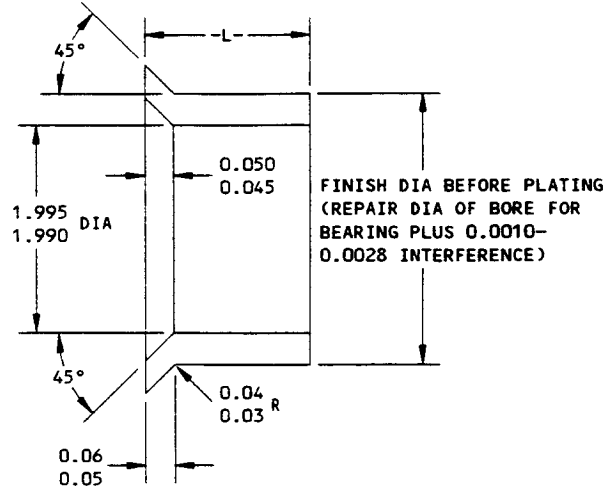 -L-
45°
0.050
0.045
1.995
1.990 DIA
FINISH DIA BEFORE PLATING
(REPAIR DIA OF BORE FOR
BEARING PLUS 0.0010-
0.0028 INTERFERENCE)
45°
0.04
0.03 R
0.06
0.05